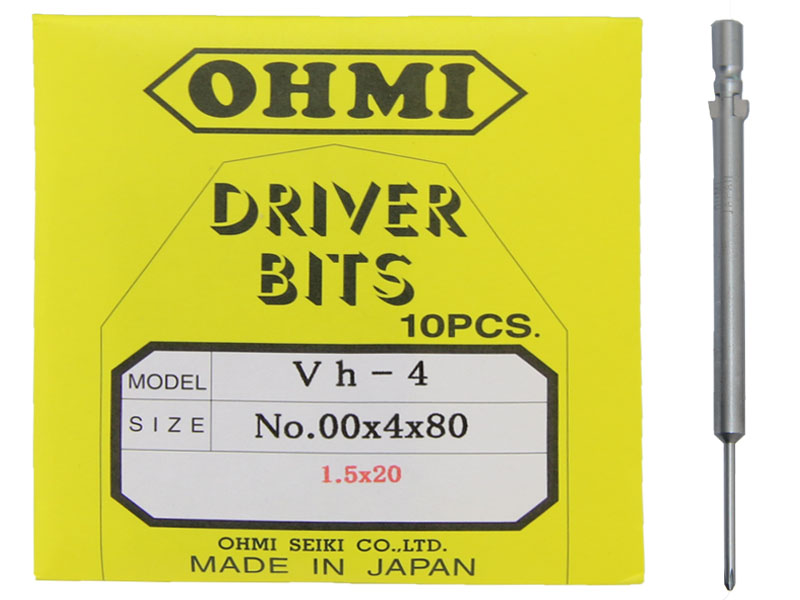 OHMI
DRIVER
BITS
10PCS.
MODEL Vh-4
SIZE No.00x4x80
1.5x20
OHMI SEIKI CO.,LTD.
MADE IN JAPAN